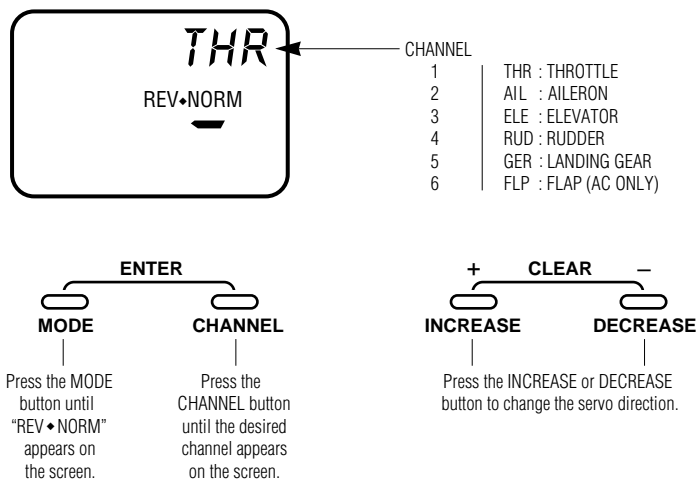 THR
CHANNEL
REV◆NORM
1 THR : THROTTLE
2 AIL : AILERON
3 ELE : ELEVATOR
4 RUD : RUDDER
5 GER : LANDING GEAR
6 FLP : FLAP (AC ONLY)
ENTER
+ CLEAR –
MODE
CHANNEL
INCREASE
DECREASE
Press the MODE
button until
“REV◆NORM”
appears on
the screen.
Press the
CHANNEL button
until the desired
channel appears
on the screen.
Press the INCREASE or DECREASE
button to change the servo direction.